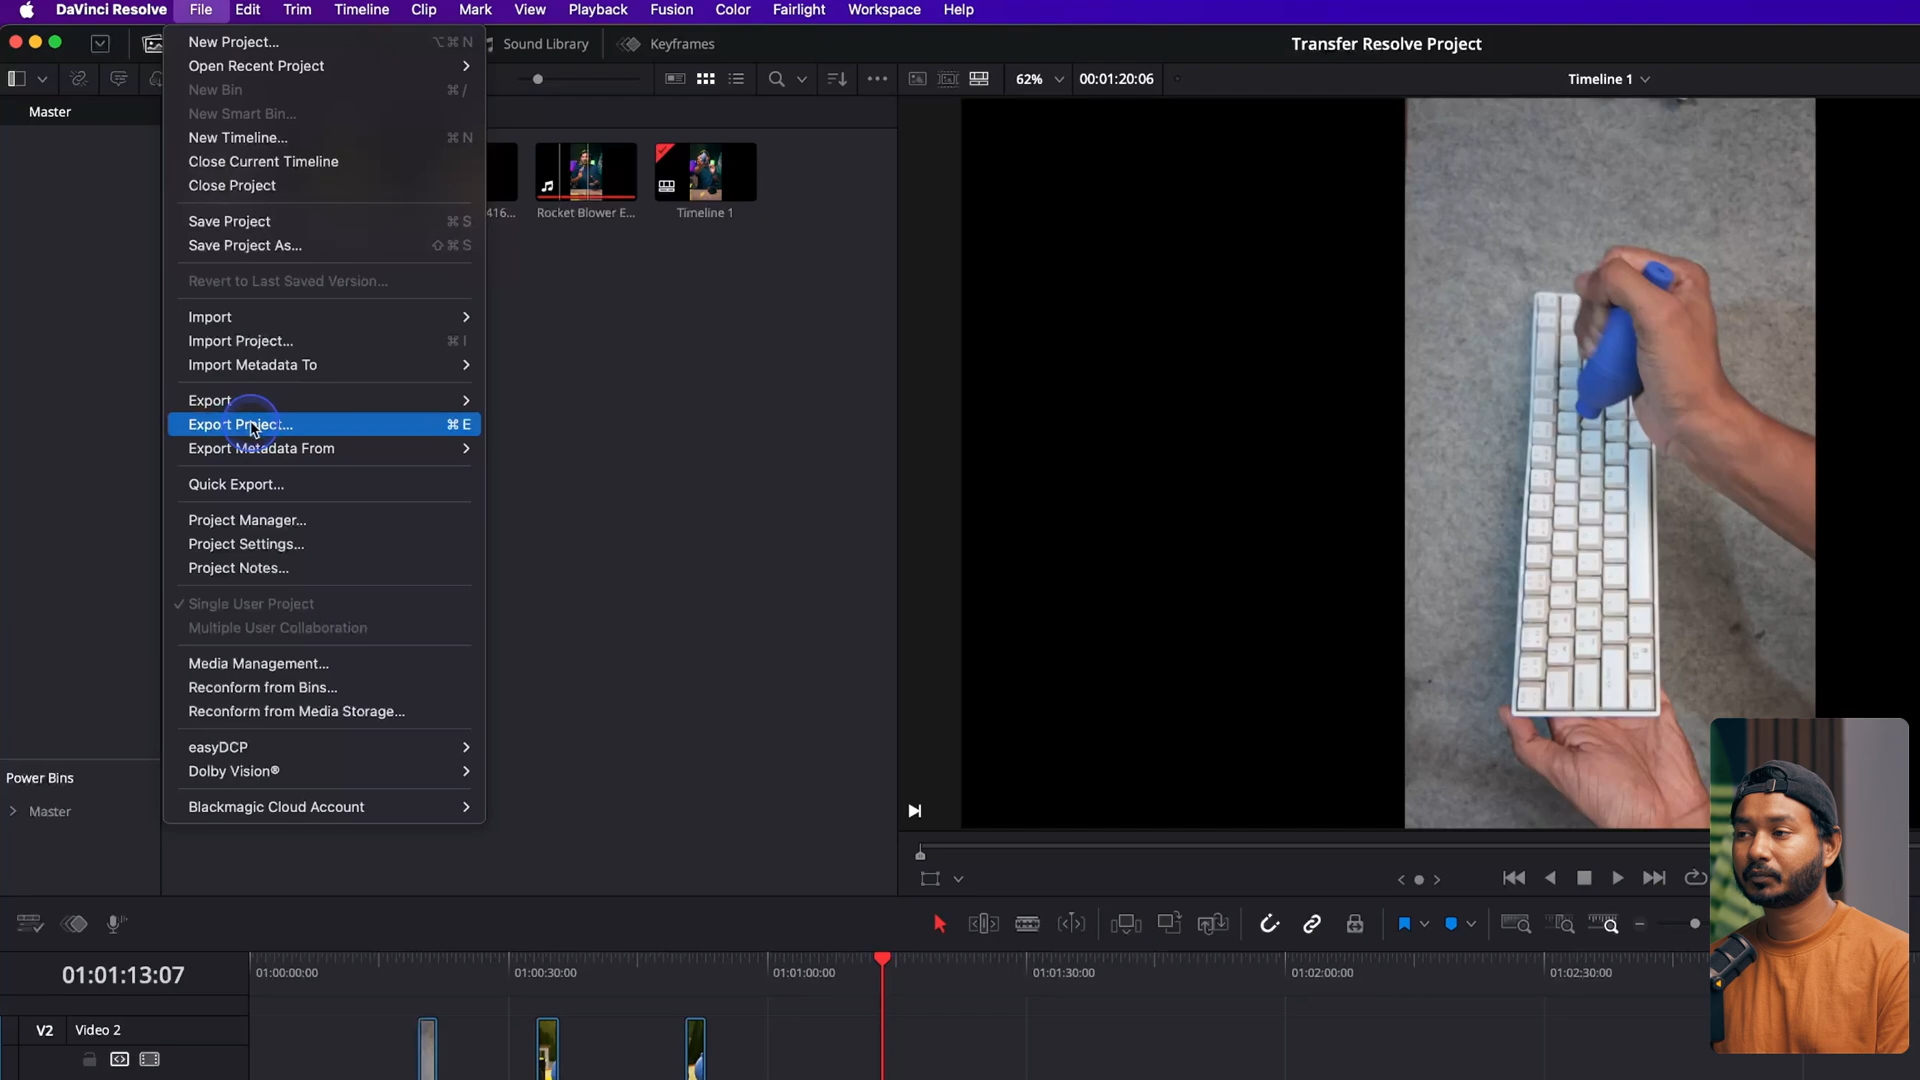 DaVinci Resolve File Edit Trim Timeline Clip Mark View Playback Fusion Color Fairlight Workspace Help
Sound Library Keyframes Transfer Resolve Project
62% 00:01:20:06 Timeline 1
Master
New Project... ⌥⌘N
Open Recent Project
New Bin ⌘/
New Smart Bin...
New Timeline... ⌘N
Close Current Timeline
Close Project
Save Project ⌘S
Save Project As... ⇧⌘S
Revert to Last Saved Version...
Import
Import Project... ⌘I
Import Metadata To
Export
Export Project... ⌘E
Export Metadata From
Quick Export...
Project Manager...
Project Settings...
Project Notes...
✓ Single User Project
Multiple User Collaboration
Media Management...
Reconform from Bins...
Reconform from Media Storage...
easyDCP
Dolby Vision®
Blackmagic Cloud Account
416... Rocket Blower E... Timeline 1
Power Bins
Master
01:01:13:07
01:00:00:00 01:00:30:00 01:01:00:00 01:01:30:00 01:02:00:00 01:02:30:00
V2 Video 2